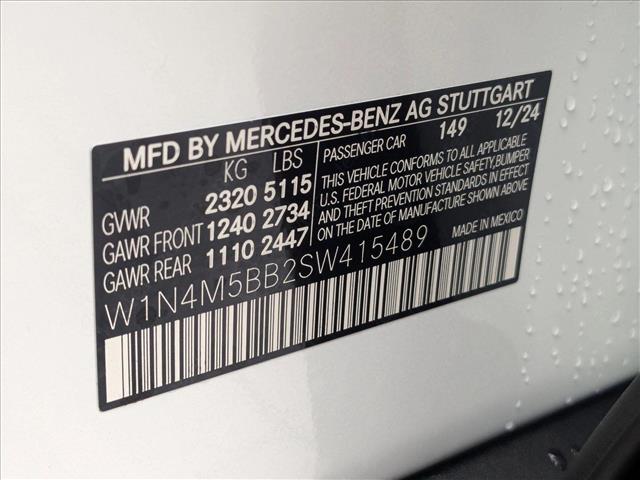 MFD BY MERCEDES-BENZ AG STUTTGART
KG LBS
GVWR 2320 5115
GAWR FRONT 1240 2734
GAWR REAR 1110 2447
PASSENGER CAR 149 12/24
THIS VEHICLE CONFORMS TO ALL APPLICABLE
U.S. FEDERAL MOTOR VEHICLE SAFETY, BUMPER
AND THEFT PREVENTION STANDARDS IN EFFECT
ON THE DATE OF MANUFACTURE SHOWN ABOVE
W1N4M5BB2SW415489
MADE IN MEXICO